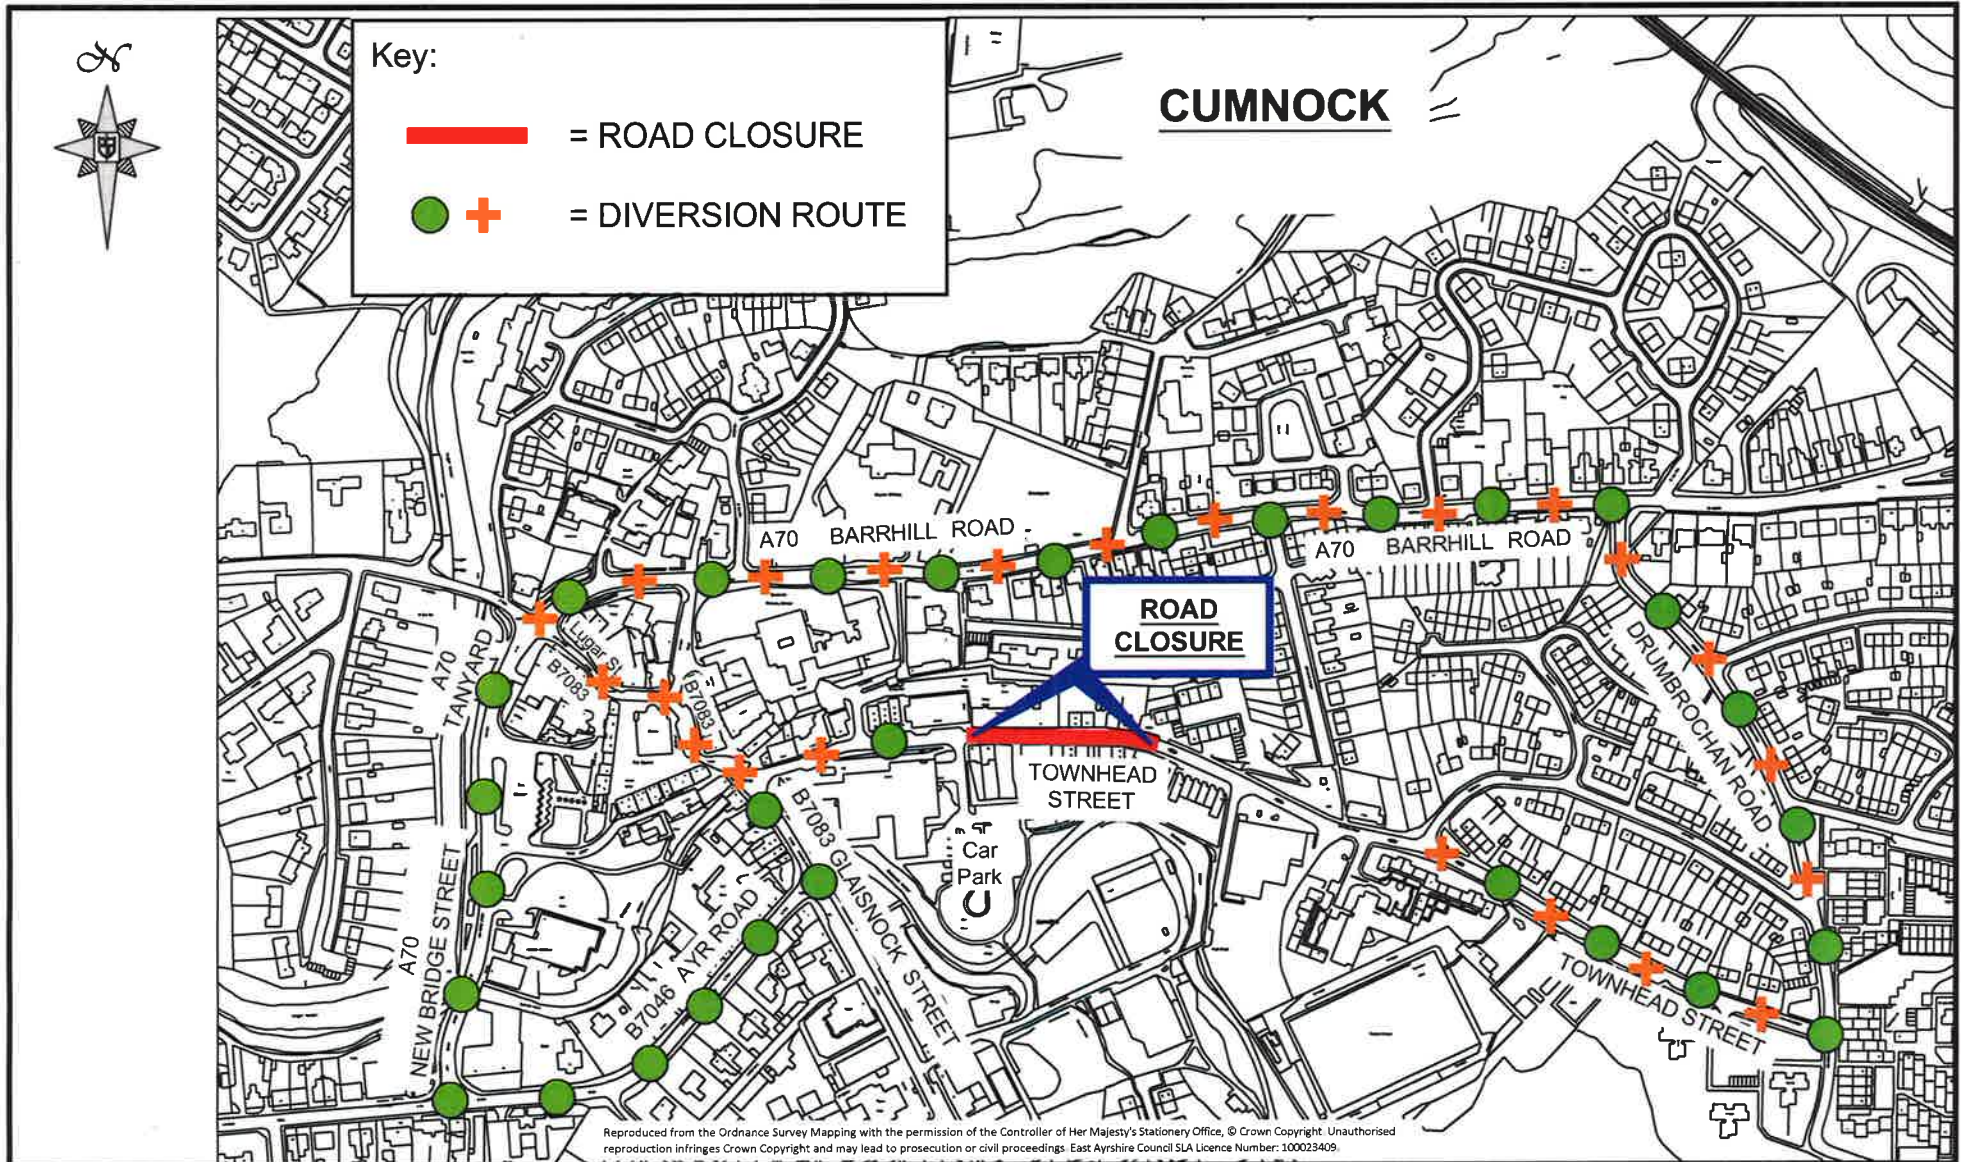 N
Key:
= ROAD CLOSURE
= DIVERSION ROUTE
CUMNOCK
A70 BARRHILL ROAD
A70 BARRHILL ROAD
ROAD
CLOSURE
Lugar St
B7083
A70
TANYARD
B7083
DRUMBROCHAN ROAD
TOWNHEAD
STREET
B7083 GLAISNOCK STREET
Car
Park
A70
NEW BRIDGE STREET
B7046 AYR ROAD
TOWNHEAD STREET
Reproduced from the Ordnance Survey Mapping with the permission of the Controller of Her Majesty's Stationery Office, © Crown Copyright Unauthorised
reproduction infringes Crown Copyright and may lead to prosecution or civil proceedings East Ayrshire Council SLA Licence Number: 100023409.